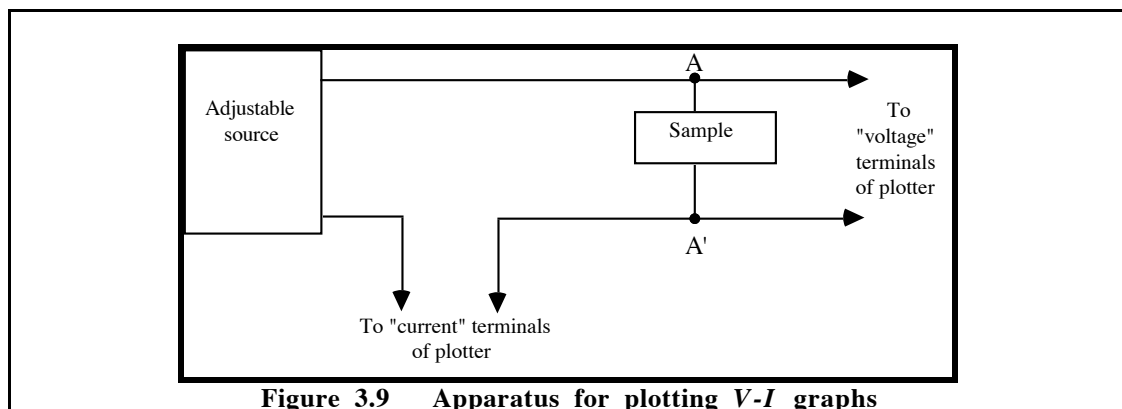 Adjustable
source
A
Sample
To
"voltage"
terminals
of plotter
A'
To "current" terminals
of plotter
Figure 3.9 Apparatus for plotting V-I graphs